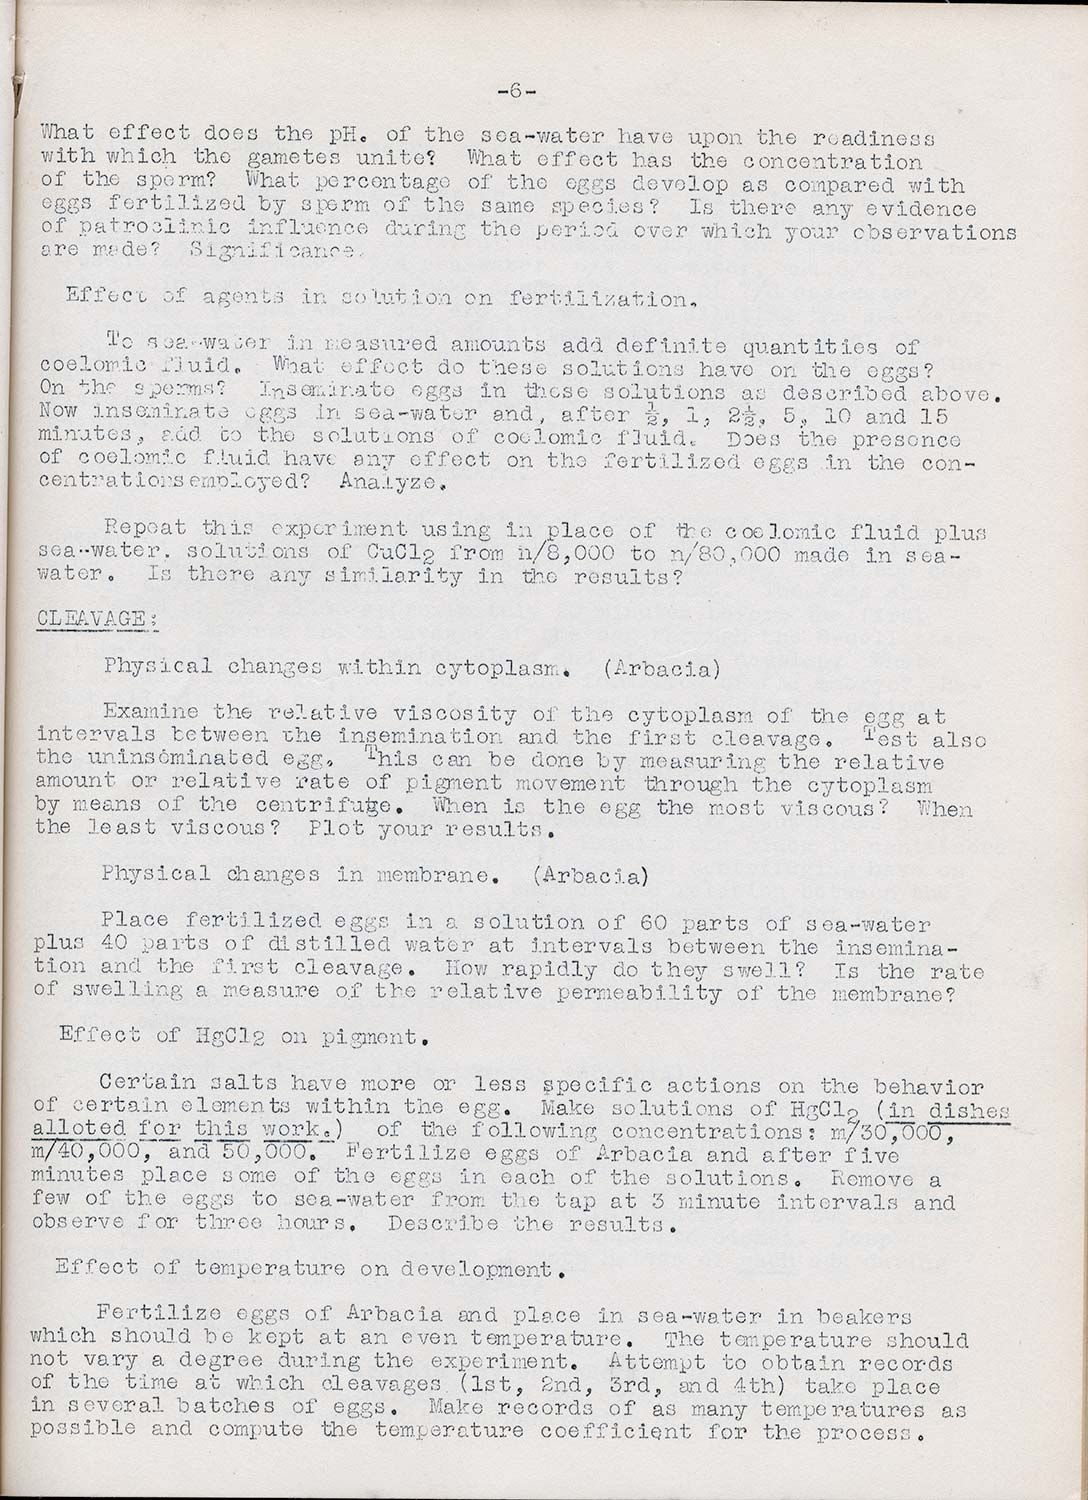 -6-
What effect does the pH. of the sea-water have upon the readiness
with which the gametes unite? What effect has the concentration
of the sperm? What percentage of the eggs develop as compared with
eggs fertilized by sperm of the same species? Is there any evidence
of patroclinic influence during the period over which your observations
are made? Significance.
Effect of agents in solution on fertilization.
To sea-water in measured amounts add definite quantities of
coelomic fluid. What effect do these solutions have on the eggs?
On the sperms? Inseminate eggs in these solutions as described above.
Now inseminate eggs in sea-water and, after ½, 1, 2½, 5, 10 and 15
minutes, add to the solutions of coelomic fluid. Does the presence
of coelomic fluid have any effect on the fertilized eggs in the con-
centrations employed? Analyze.
Repeat this experiment using in place of the coelomic fluid plus
sea-water. solutions of CuCl2 from n/8,000 to n/80,000 made in sea-
water. Is there any similarity in the results?
CLEAVAGE:
Physical changes within cytoplasm. (Arbacia)
Examine the relative viscosity of the cytoplasm of the egg at
intervals between the insemination and the first cleavage. Test also
the uninseminated egg. This can be done by measuring the relative
amount or relative rate of pigment movement through the cytoplasm
by means of the centrifuge. When is the egg the most viscous? When
the least viscous? Plot your results.
Physical changes in membrane. (Arbacia)
Place fertilized eggs in a solution of 60 parts of sea-water
plus 40 parts of distilled water at intervals between the insemina-
tion and the first cleavage. How rapidly do they swell? Is the rate
of swelling a measure of the relative permeability of the membrane?
Effect of HgCl2 on pigment.
Certain salts have more or less specific actions on the behavior
of certain elements within the egg. Make solutions of HgCl2 (in dishes
alloted for this work.) of the following concentrations: m/30,000,
m/40,000, and 50,000. Fertilize eggs of Arbacia and after five
minutes place some of the eggs in each of the solutions. Remove a
few of the eggs to sea-water from the tap at 3 minute intervals and
observe for three hours. Describe the results.
Effect of temperature on development.
Fertilize eggs of Arbacia and place in sea-water in beakers
which should be kept at an even temperature. The temperature should
not vary a degree during the experiment. Attempt to obtain records
of the time at which cleavages (1st, 2nd, 3rd, and 4th) take place
in several batches of eggs. Make records of as many temperatures as
possible and compute the temperature coefficient for the process.